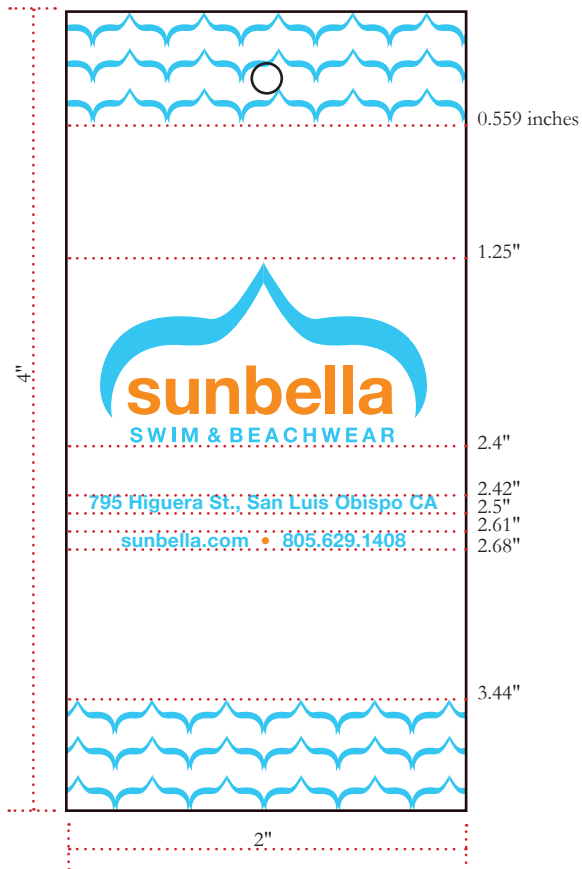 0.559 inches
1.25"
4"
sunbella
SWIM & BEACHWEAR
2.4"
2.42"
795 Higuera St., San Luis Obispo CA
2.5"
2.61"
sunbella.com • 805.629.1408
2.68"
3.44"
2"